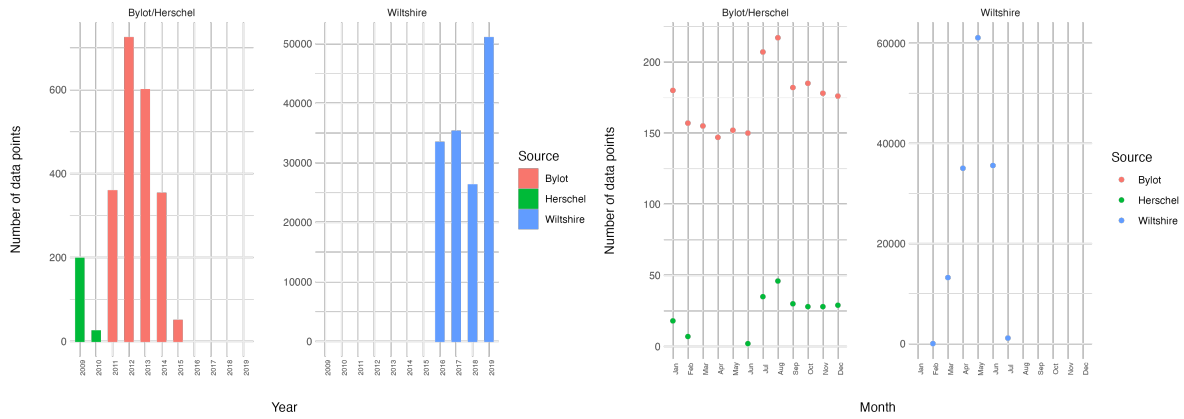 Bylot/Herschel
Wiltshire
Number of data points
600
400
200
0
50000
40000
30000
20000
10000
0
2009 2010 2011 2012 2013 2014 2015 2016 2017 2018 2019
2009 2010 2011 2012 2013 2014 2015 2016 2017 2018 2019
Year
Source
Bylot
Herschel
Wiltshire
Bylot/Herschel
Wiltshire
Number of data points
200
150
100
50
0
60000
40000
20000
0
Jan Feb Mar Apr May Jun Jul Aug Sep Oct Nov Dec
Jan Feb Mar Apr May Jun Jul Aug Sep Oct Nov Dec
Month
Source
Bylot
Herschel
Wiltshire